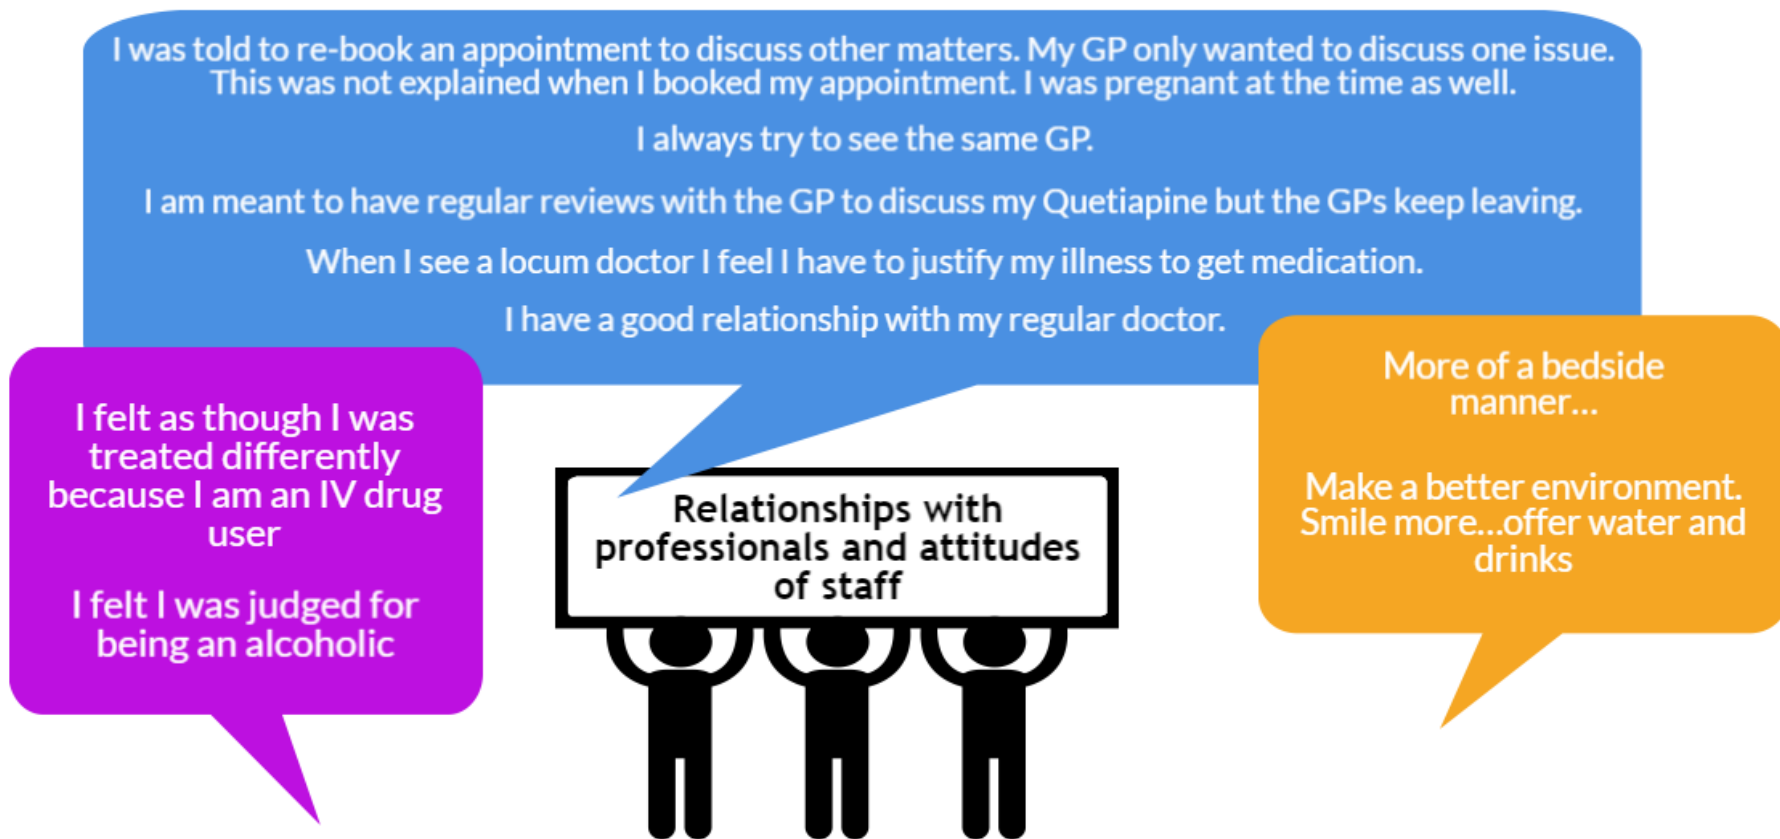 I was told to re-book an appointment to discuss other matters. My GP only wanted to discuss one issue.
This was not explained when I booked my appointment. I was pregnant at the time as well.
I always try to see the same GP.
I am meant to have regular reviews with the GP to discuss my Quetiapine but the GPs keep leaving.
When I see a locum doctor I feel I have to justify my illness to get medication.
I have a good relationship with my regular doctor.
I felt as though I was
treated differently
because I am an IV drug
user
I felt I was judged for
being an alcoholic
More of a bedside
manner...
Make a better environment.
Smile more...offer water and
drinks
Relationships with
professionals and attitudes
of staff